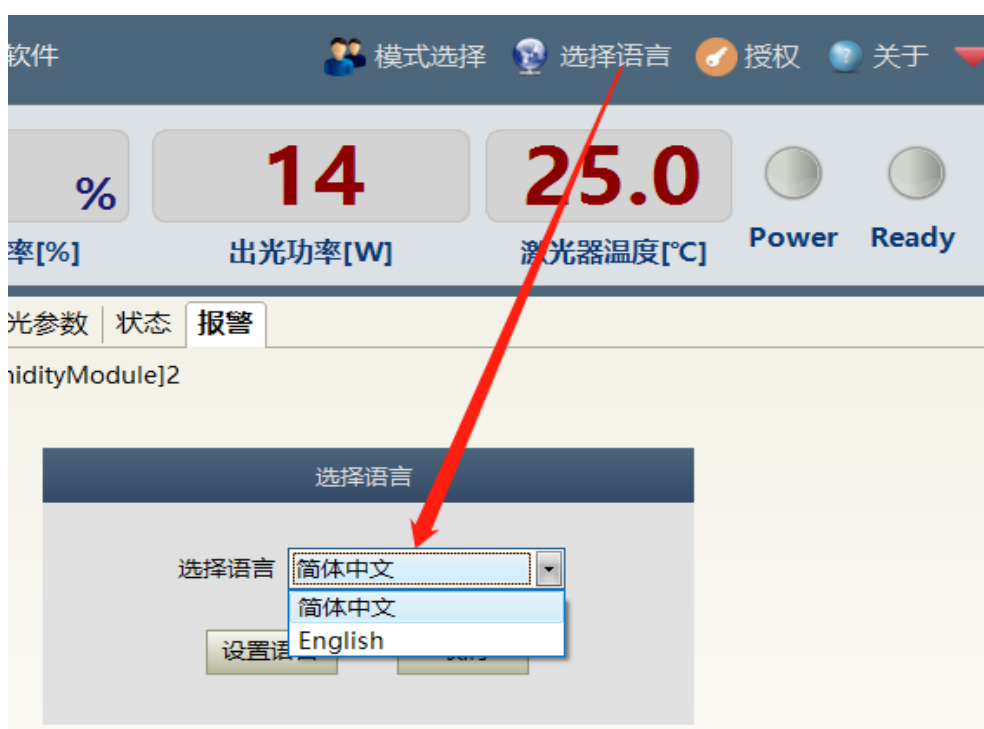 软件 模式选择 选择语言 授权 关于
% 14 25.0
率[%] 出光功率[W] 激光器温度[℃] Power Ready
光参数 状态 报警
nidityModule]2
选择语言
选择语言 简体中文
简体中文
English
设置语